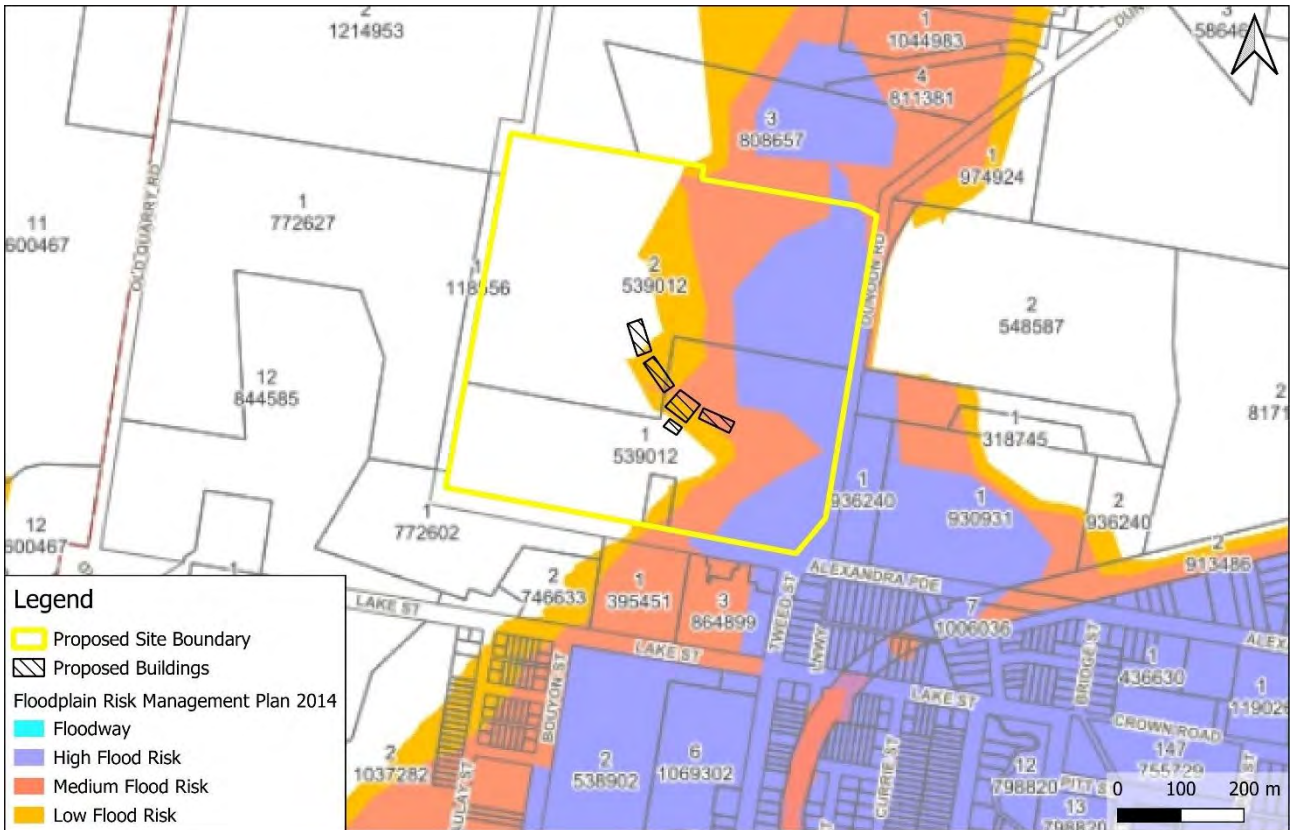 2
1214953
1
1044983
4
811381
3
808657
3
58646
1
974924
OLD QUARRY RD
11
600467
1
772627
1
118556
2
539012
DUNOON RD
2
548587
2
8171
12
844585
1
539012
1
318745
1
936240
1
930931
2
936240
12
600467
1
772602
2
913486
2
746633
1
395451
3
864899
ALEXANDRA PDE
7
1006036
LAKE ST
LAKE ST
TWEED ST
LNWY
LAKE ST
BRIDGE ST
1
436630
1
119026
CROWN ROAD
147
755729
BOUYON ST
2
1037282
2
538902
6
1069302
CURRIE ST
12
798820
PITT S
13
798820
AULAY ST
Legend
Proposed Site Boundary
Proposed Buildings
Floodplain Risk Management Plan 2014
Floodway
High Flood Risk
Medium Flood Risk
Low Flood Risk
0 100 200 m